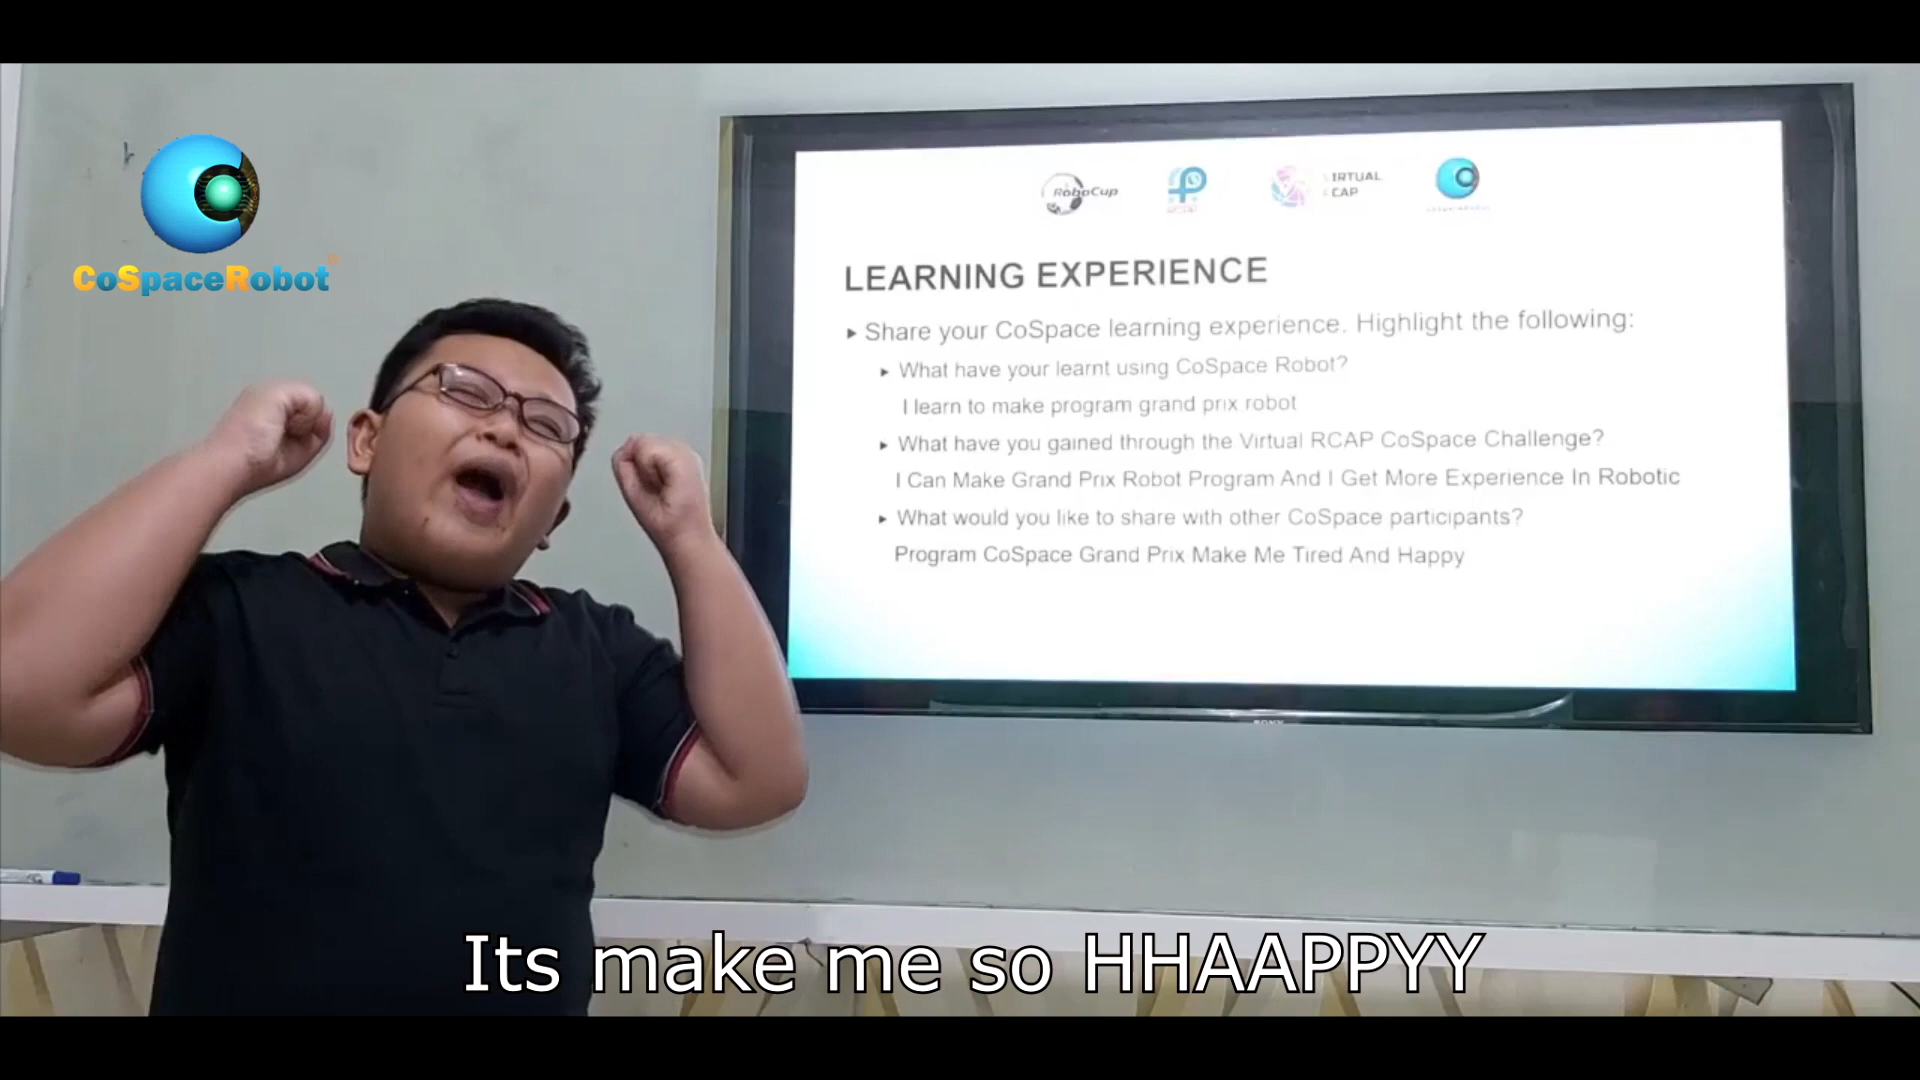 CoSpaceRobot
RoboCup
IRTUAL
CAP
LEARNING EXPERIENCE
Share your CoSpace learning experience. Highlight the following:
What have your learnt using CoSpace Robot?
I learn to make program grand prix robot
What have you gained through the Virtual RCAP CoSpace Challenge?
I Can Make Grand Prix Robot Program And I Get More Experience In Robotic
What would you like to share with other CoSpace participants?
Program CoSpace Grand Prix Make Me Tired And Happy
SONY
Its make me so HHAAPPYY